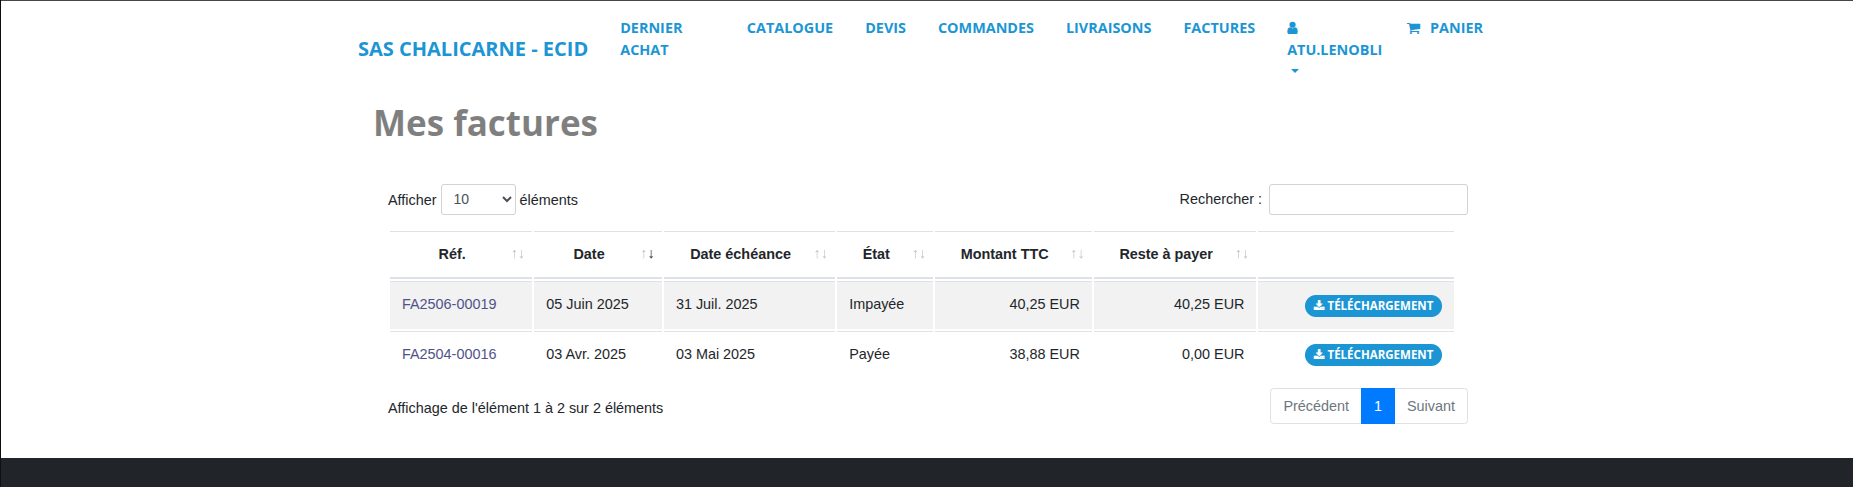 SAS CHALICARNE - ECID
DERNIER ACHAT
CATALOGUE
DEVIS
COMMANDES
LIVRAISONS
FACTURES
ATU.LENOBLI
PANIER
Mes factures
Afficher 10 éléments
Rechercher :
Réf. Date Date échéance État Montant TTC Reste à payer
FA2506-00019 05 Juin 2025 31 Juil. 2025 Impayée 40,25 EUR 40,25 EUR TÉLÉCHARGEMENT
FA2504-00016 03 Avr. 2025 03 Mai 2025 Payée 38,88 EUR 0,00 EUR TÉLÉCHARGEMENT
Affichage de l'élément 1 à 2 sur 2 éléments
Précédent 1 Suivant